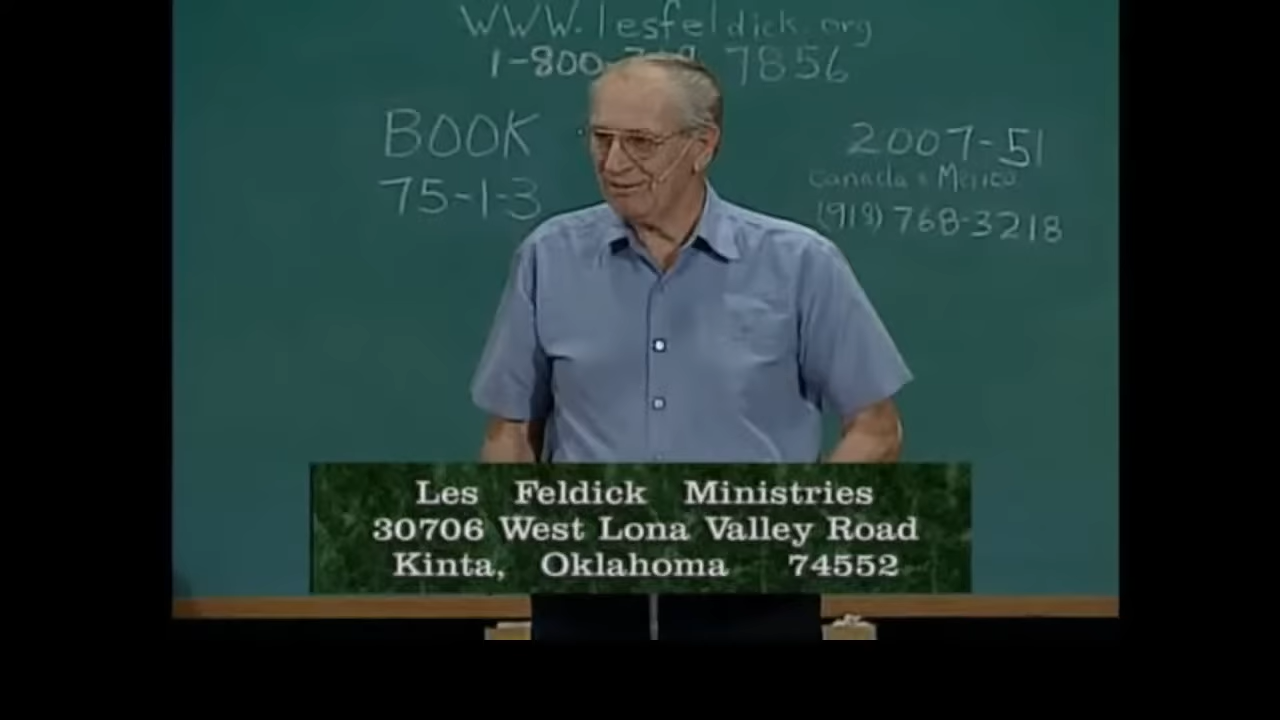 WWW.lesfeldick.org
1-800- 7856
BOOK
75-1-3
2007-51
Canada & Mexico
(918) 768-3218
Les Feldick Ministries
30706 West Lona Valley Road
Kinta, Oklahoma 74552